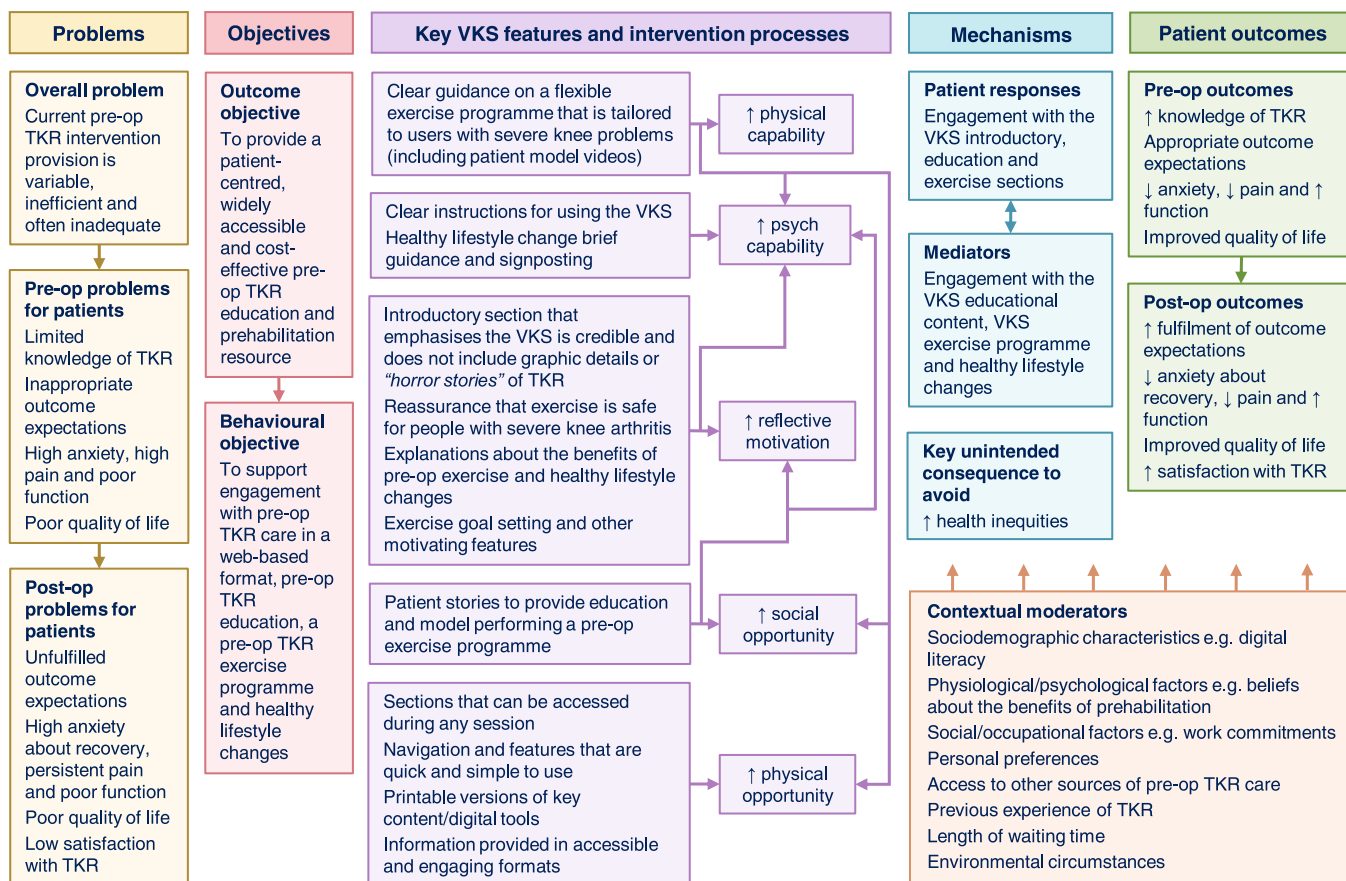 Problems
Overall problem
Current pre-op
TKR intervention
provision is
variable,
inefficient and
often inadequate
Pre-op problems
for patients
Limited
knowledge of TKR
Inappropriate
outcome
expectations
High anxiety, high
pain and poor
function
Poor quality of life
Post-op
problems for
patients
Unfulfilled
outcome
expectations
High anxiety
about recovery,
persistent pain
and poor function
Poor quality of life
Low satisfaction
with TKR
Objectives
Outcome
objective
To provide a
patient-
centred,
widely
accessible
and cost-
effective pre-
op TKR
education and
prehabilitation
resource
Behavioural
objective
To support
engagement
with pre-op
TKR care in a
web-based
format, pre-op
TKR
education, a
pre-op TKR
exercise
programme
and healthy
lifestyle
changes
Key VKS features and intervention processes
Clear guidance on a flexible
exercise programme that is tailored
to users with severe knee problems
(including patient model videos)
Clear instructions for using the VKS
Healthy lifestyle change brief
guidance and signposting
Introductory section that
emphasises the VKS is credible and
does not include graphic details or
“horror stories” of TKR
Reassurance that exercise is safe
for people with severe knee arthritis
Explanations about the benefits of
pre-op exercise and healthy lifestyle
changes
Exercise goal setting and other
motivating features
Patient stories to provide education
and model performing a pre-op
exercise programme
Sections that can be accessed
during any session
Navigation and features that are
quick and simple to use
Printable versions of key
content/digital tools
Information provided in accessible
and engaging formats
↑ physical
capability
↑ psych
capability
↑ reflective
motivation
↑ social
opportunity
↑ physical
opportunity
Mechanisms
Patient responses
Engagement with the
VKS introductory,
education and
exercise sections
Mediators
Engagement with the
VKS educational
content, VKS
exercise programme
and healthy lifestyle
changes
Key unintended
consequence to
avoid
↑ health inequities
Patient outcomes
Pre-op outcomes
↑ knowledge of TKR
Appropriate outcome
expectations
↓ anxiety, ↓ pain and ↑
function
Improved quality of life
Post-op outcomes
↑ fulfilment of outcome
expectations
↓ anxiety about
recovery, ↓ pain and ↑
function
Improved quality of life
↑ satisfaction with TKR
Contextual moderators
Sociodemographic characteristics e.g. digital
literacy
Physiological/psychological factors e.g. beliefs
about the benefits of prehabilitation
Social/occupational factors e.g. work commitments
Personal preferences
Access to other sources of pre-op TKR care
Previous experience of TKR
Length of waiting time
Environmental circumstances